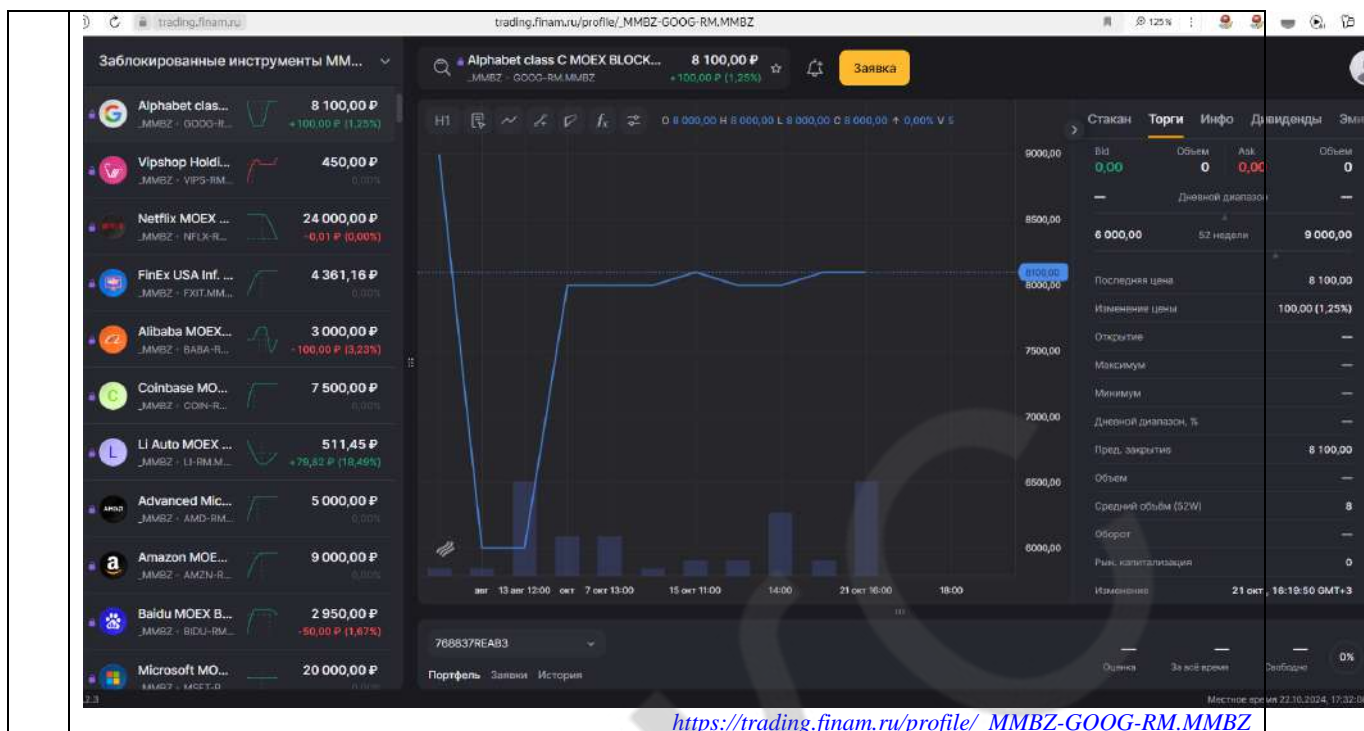 trading.finam.ru
trading.finam.ru/profile/_MMBZ-GOOG-RM.MMBZ
125 %
Заблокированные инструменты MM...
Alphabet clas...
8 100,00 ₽
_MMBZ · GOOG-R...
+100,00 ₽ (1,25%)
Vipshop Holdi...
450,00 ₽
_MMBZ · VIPS-RM...
0,00%
Netflix MOEX ...
24 000,00 ₽
_MMBZ · NFLX-R...
-0,01 ₽ (0,00%)
FinEx USA Inf. ...
4 361,16 ₽
_MMBZ · FXIT.MM...
0,00%
Alibaba MOEX...
3 000,00 ₽
_MMBZ · BABA-R...
-100,00 ₽ (3,23%)
Coinbase MO...
7 500,00 ₽
_MMBZ · COIN-R...
0,00%
Li Auto MOEX ...
511,45 ₽
_MMBZ · LI-RM.M...
+79,82 ₽ (18,49%)
Advanced Mic...
5 000,00 ₽
_MMBZ · AMD-RM...
0,00%
Amazon MOE...
9 000,00 ₽
_MMBZ · AMZN-R...
0,00%
Baidu MOEX B...
2 950,00 ₽
_MMBZ · BIDU-RM...
-50,00 ₽ (1,67%)
Microsoft MO...
20 000,00 ₽
Alphabet class C MOEX BLOCK...
8 100,00 ₽
_MMBZ · GOOG-RM.MMBZ
+100,00 ₽ (1,25%)
Заявка
H1
O 8 000,00 H 8 000,00 L 8 000,00 C 8 000,00 ↑ 0,00% V 5
9000,00
8500,00
8100,00
8000,00
7500,00
7000,00
6500,00
6000,00
авг 13 авг 12:00 окт 7 окт 13:00 15 окт 11:00 14:00 21 окт 16:00 18:00
Стакан Торги Инфо Дивиденды
Bid Объем Ask Объем
0,00 0 0,00 0
— Дневной диапазон —
6 000,00 52 недели 9 000,00
Последняя цена 8 100,00
Изменение цены 100,00 (1,25%)
Открытие —
Максимум —
Минимум —
Дневной диапазон, % —
Пред. закрытие 8 100,00
Объем —
Средний объём (52W) 8
Оборот —
Рын. капитализация 0
Изменение 21 окт., 16:19:50 GMT+3
768837REAB3
Портфель Заявки История
— — —
Оценка За всё время Свободно
0%
Местное время 22.10.2024, 17:32:0
https://trading.finam.ru/profile/_MMBZ-GOOG-RM.MMBZ